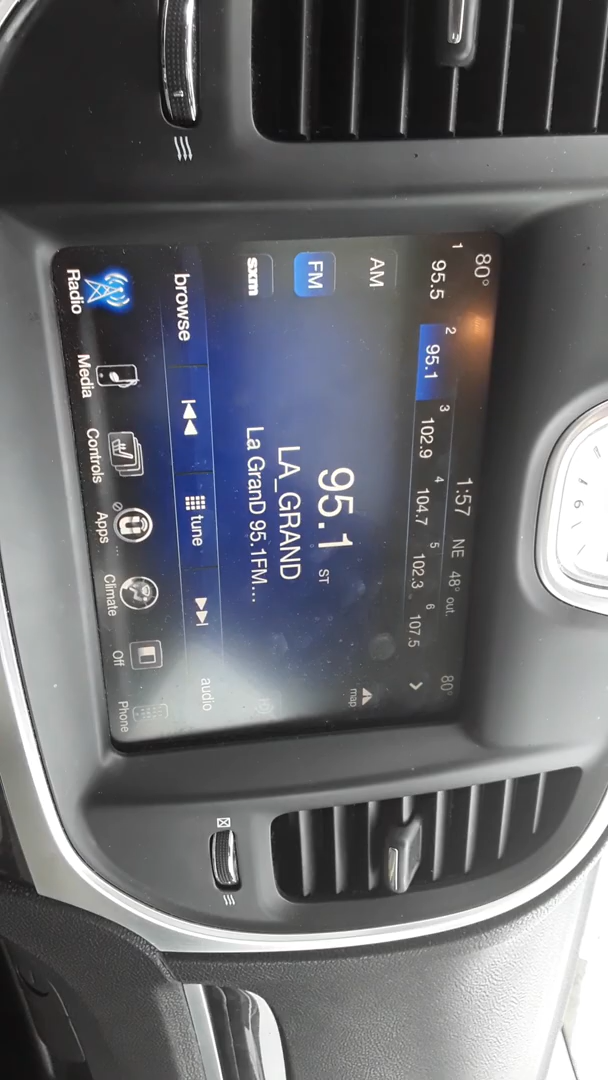 80° 1:57 NE 48° out. 80°
1 2 3 4 5 6
95.5 95.1 102.9 104.7 102.3 107.5
AM
FM
sxm
95.1 ST
LA_GRAND
La GranD 95.1FM...
map
browse tune audio
Radio Media Controls Apps Climate Off Phone
6